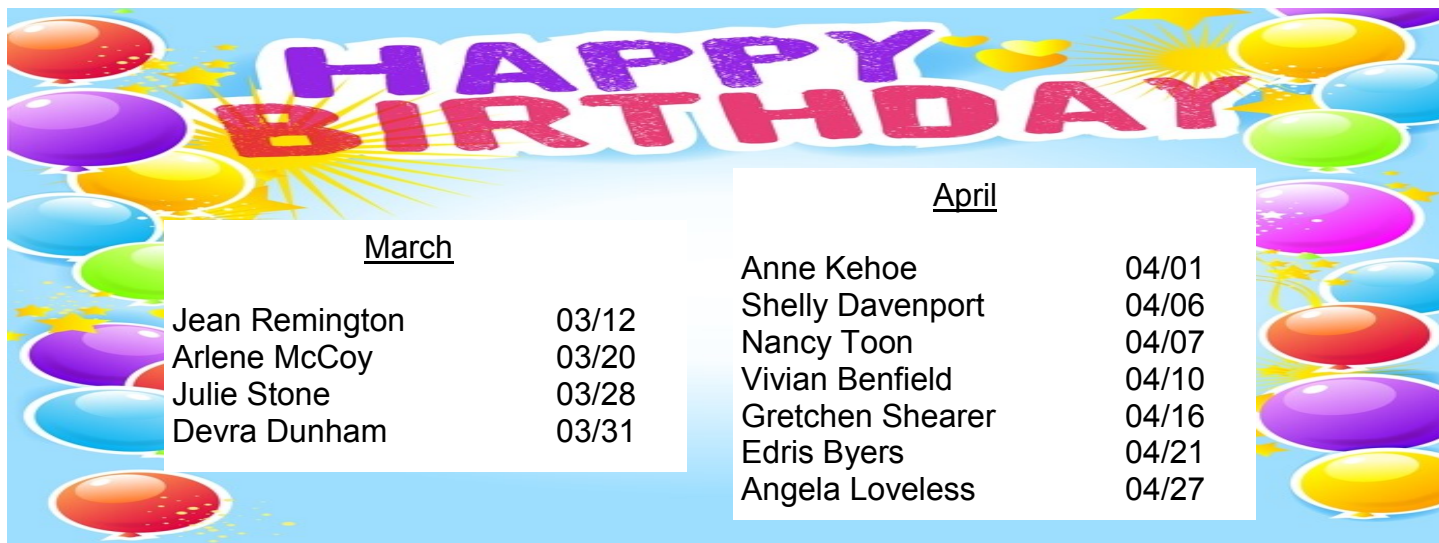 HAPPY
BIRTHDAY
March
Jean Remington 03/12
Arlene McCoy 03/20
Julie Stone 03/28
Devra Dunham 03/31
April
Anne Kehoe 04/01
Shelly Davenport 04/06
Nancy Toon 04/07
Vivian Benfield 04/10
Gretchen Shearer 04/16
Edris Byers 04/21
Angela Loveless 04/27